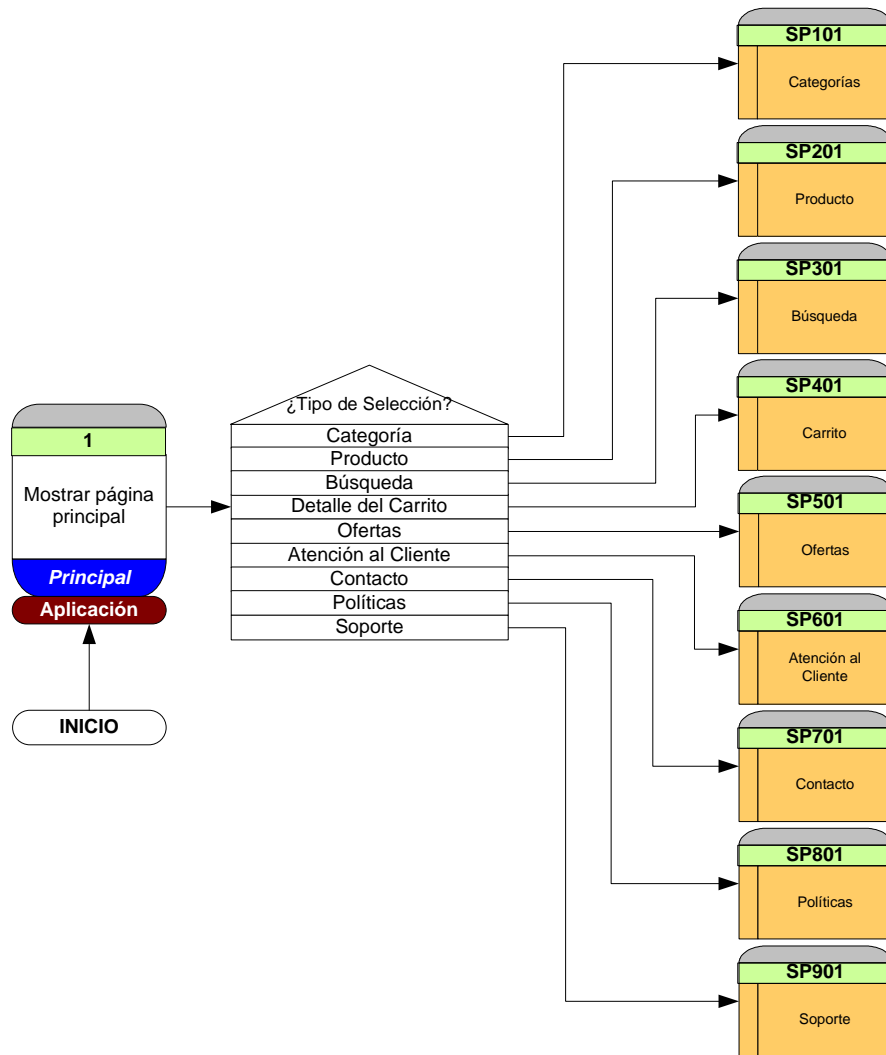 SP101
Categorías
SP201
Producto
SP301
Búsqueda
SP401
Carrito
SP501
Ofertas
SP601
Atención al
Cliente
SP701
Contacto
SP801
Políticas
SP901
Soporte
¿Tipo de Selección?
Categoría
Producto
Búsqueda
Detalle del Carrito
Ofertas
Atención al Cliente
Contacto
Políticas
Soporte
1
Mostrar página
principal
Principal
Aplicación
INICIO